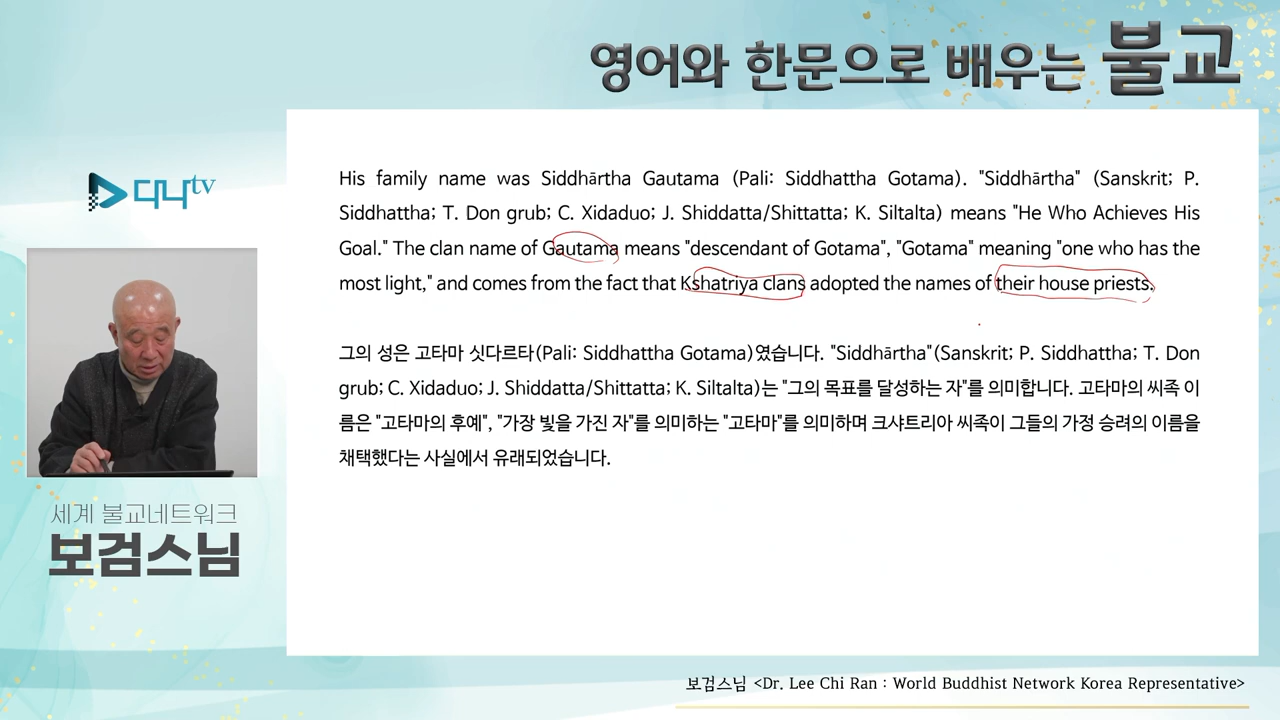 영어와 한문으로 배우는 불교
디나tv
His family name was Siddhārtha Gautama (Pali: Siddhattha Gotama). "Siddhārtha" (Sanskrit; P.
Siddhattha; T. Don grub; C. Xidaduo; J. Shiddatta/Shittatta; K. Siltalta) means "He Who Achieves His
Goal." The clan name of Gautama means "descendant of Gotama", "Gotama" meaning "one who has the
most light," and comes from the fact that Kshatriya clans adopted the names of their house priests.
그의 성은 고타마 싯다르타(Pali: Siddhattha Gotama)였습니다. "Siddhārtha"(Sanskrit; P. Siddhattha; T. Don
grub; C. Xidaduo; J. Shiddatta/Shittatta; K. Siltalta)는 "그의 목표를 달성하는 자"를 의미합니다. 고타마의 씨족 이
름은 "고타마의 후예", "가장 빛을 가진 자"를 의미하는 "고타마"를 의미하며 크샤트리아 씨족이 그들의 가정 승려의 이름을
채택했다는 사실에서 유래되었습니다.
세계 불교네트워크
보검스님
보검스님 <Dr. Lee Chi Ran : World Buddhist Network Korea Representative>